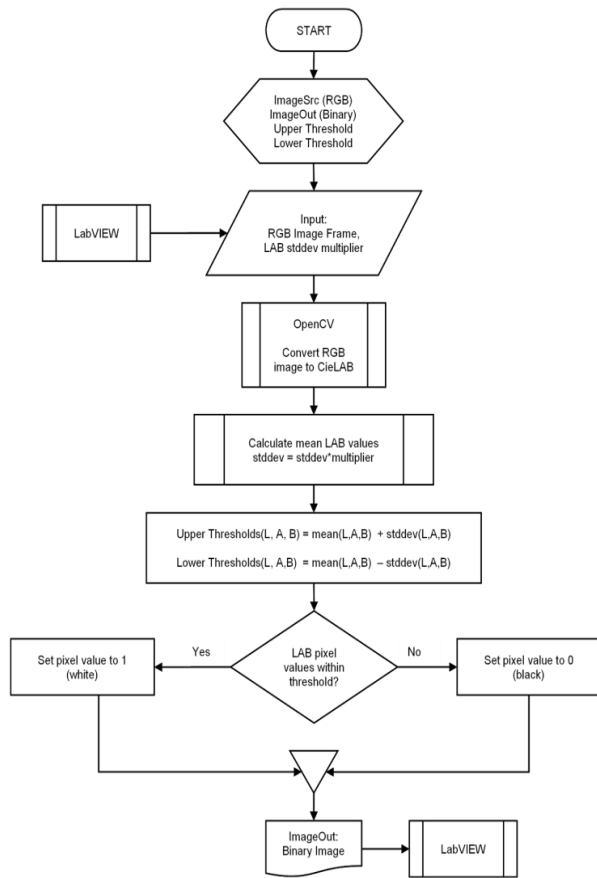 START
ImageSrc (RGB)
ImageOut (Binary)
Upper Threshold
Lower Threshold
LabVIEW
Input:
RGB Image Frame,
LAB stddev multiplier
OpenCV
Convert RGB
image to CieLAB
Calculate mean LAB values
stddev = stddev*multiplier
Upper Thresholds(L, A, B) = mean(L,A,B) + stddev(L,A,B)
Lower Thresholds(L, A,B) = mean(L,A,B) – stddev(L,A,B)
Set pixel value to 1
(white)
Yes
LAB pixel
values within
threshold?
No
Set pixel value to 0
(black)
ImageOut:
Binary Image
LabVIEW